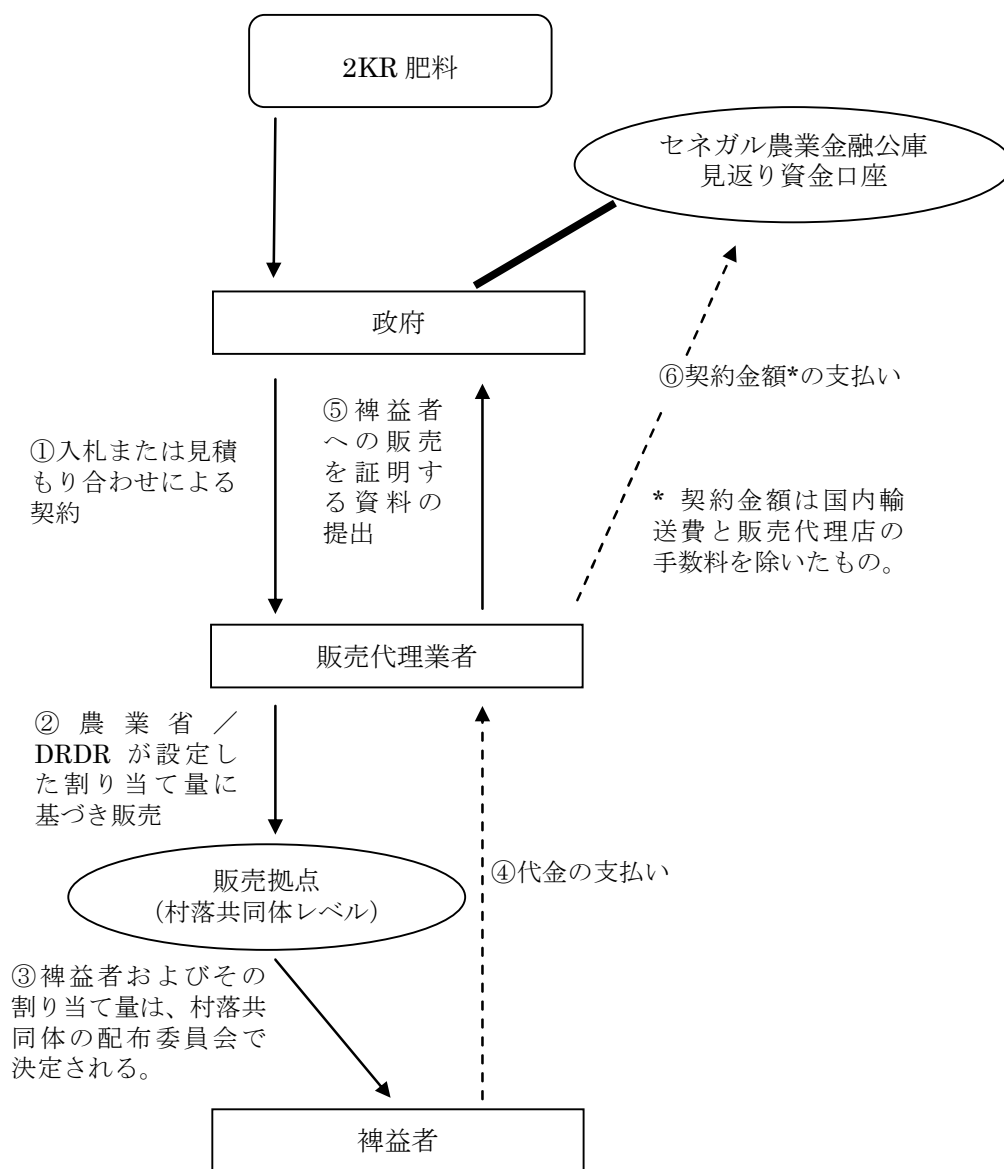 2KR 肥料
セネガル農業金融公庫
見返り資金口座
政府
⑥契約金額*の支払い
①入札または見積
もり合わせによる
契約
⑤裨益者
への販売
を証明す
る資料の
提出
* 契約金額は国内輸
送費と販売代理店の
手数料を除いたもの。
販売代理業者
②農業省／
DRDR が設定し
た割り当て量に
基づき販売
販売拠点
（村落共同体レベル）
④代金の支払い
③裨益者およびその
割り当て量は、村落共
同体の配布委員会で
決定される。
裨益者